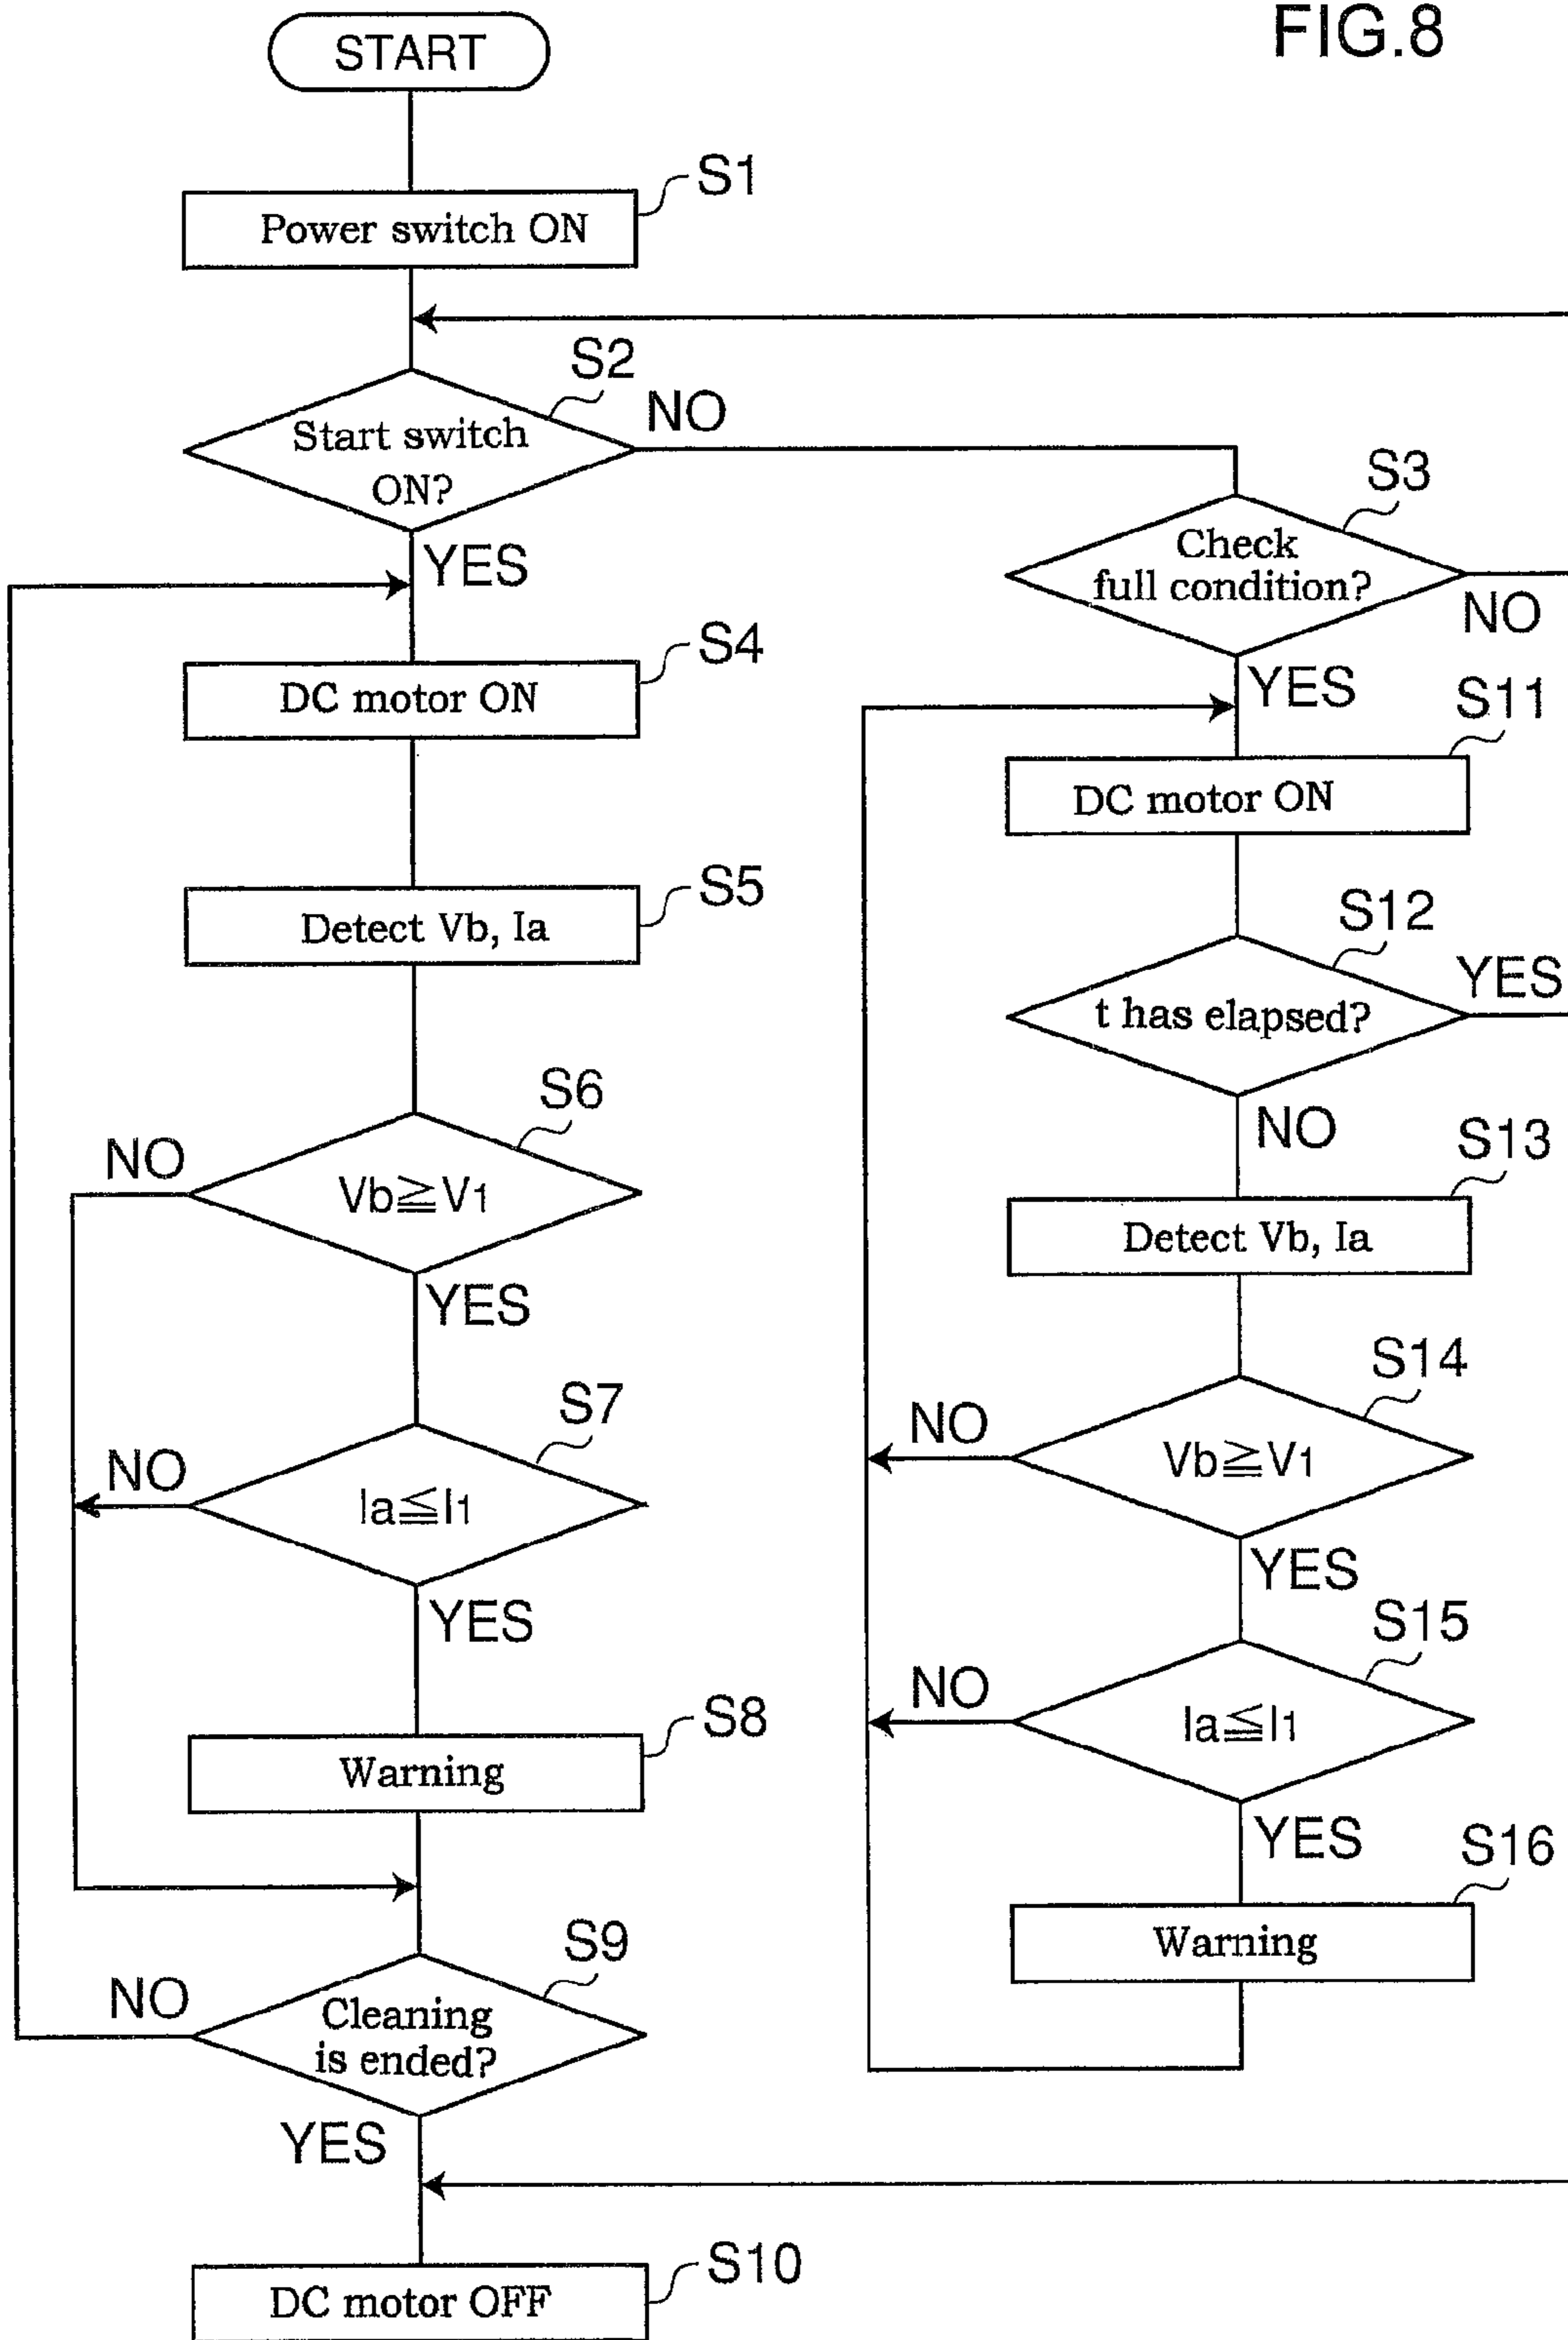 FIG.8
START
S1
Power switch ON
S2
Start switch
ON?
NO
YES
S3
Check
full condition?
NO
YES
S4
DC motor ON
S5
Detect Vb, Ia
S6
Vb≧V1
NO
YES
S7
Ia≦I1
NO
YES
S8
Warning
S9
Cleaning
is ended?
NO
YES
S10
DC motor OFF
S11
DC motor ON
S12
t has elapsed?
YES
NO
S13
Detect Vb, Ia
S14
Vb≧V1
NO
YES
S15
Ia≦I1
NO
YES
S16
Warning